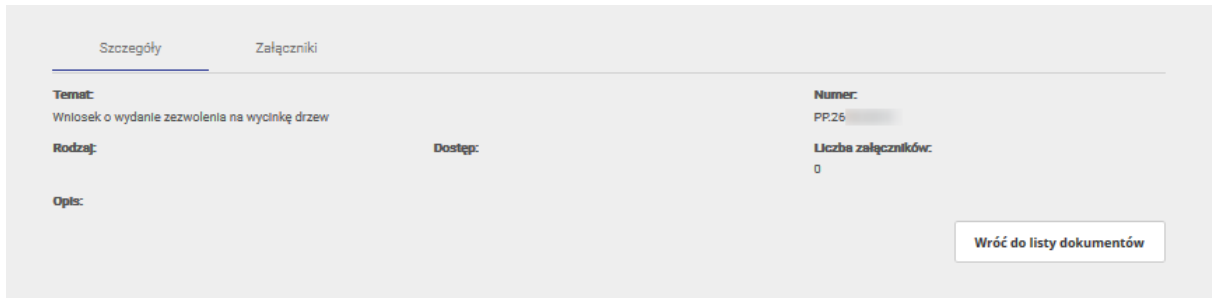 Szczegóły Załączniki
Temat: Numer:
Wniosek o wydanie zezwolenia na wycinkę drzew PP.26
Rodzaj: Dostęp: Liczba załączników:
0
Opis:
Wróć do listy dokumentów